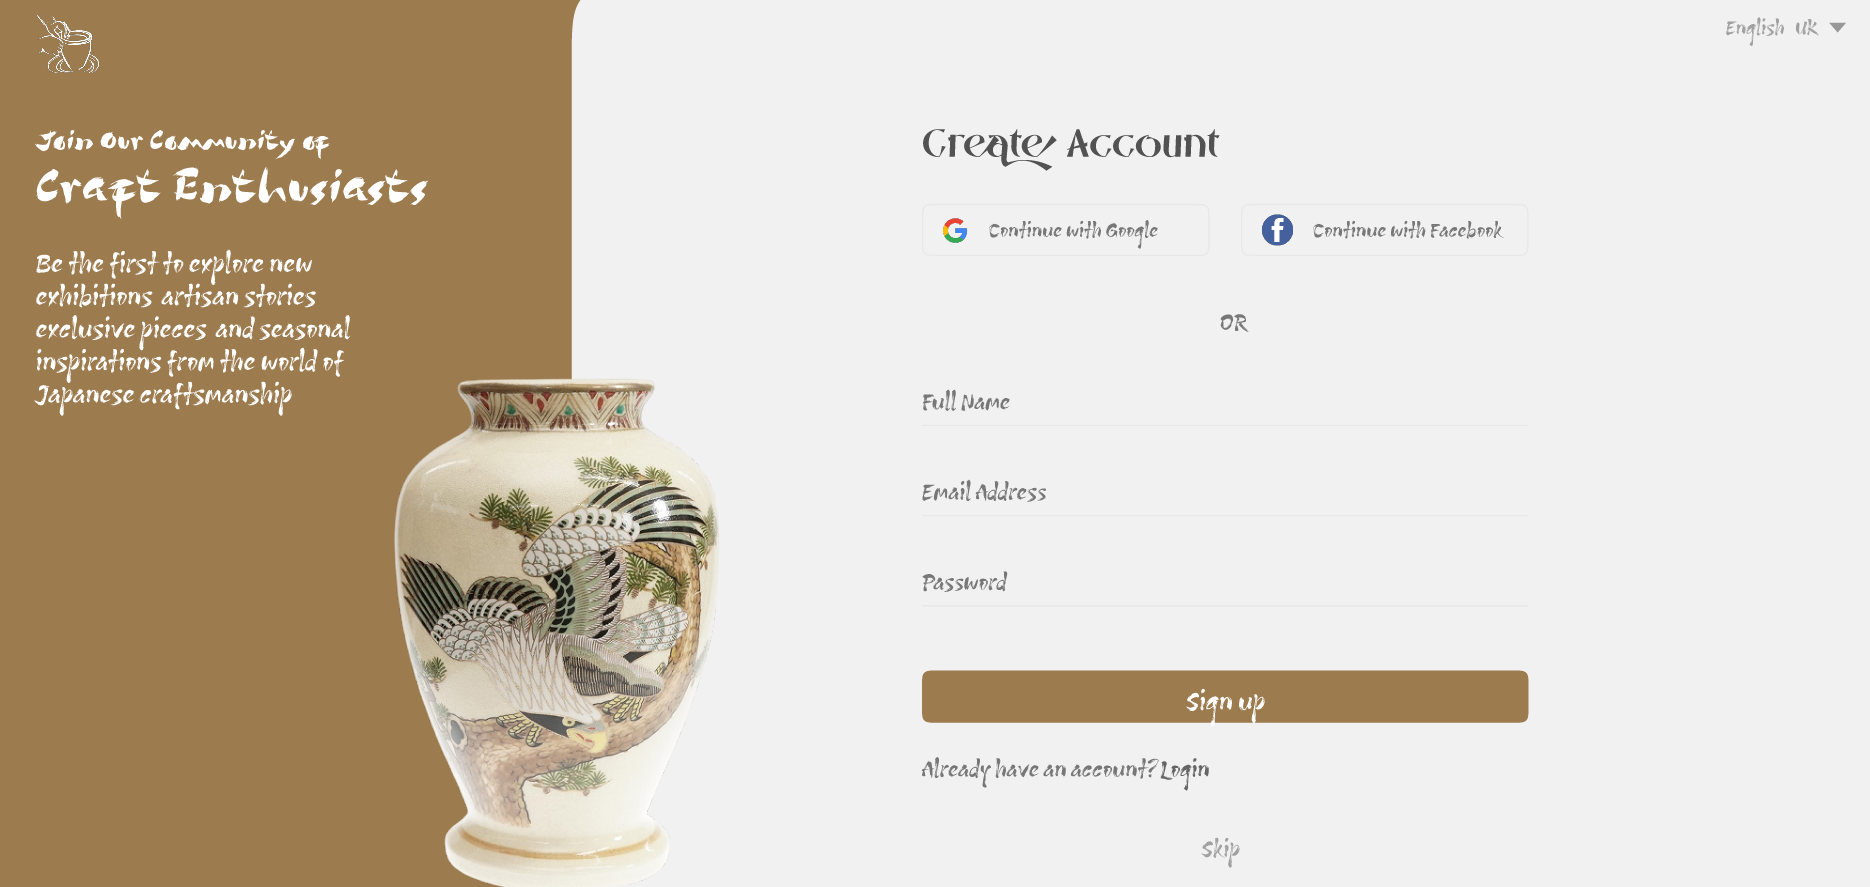 English UK
Join Our Community of
Craft Enthusiasts
Be the first to explore new
exhibitions artisan stories
exclusive pieces and seasonal
inspirations from the world of
Japanese craftsmanship
Create Account
Continue with Google
Continue with Facebook
OR
Full Name
Email Address
Password
Sign up
Already have an account? Login
Skip